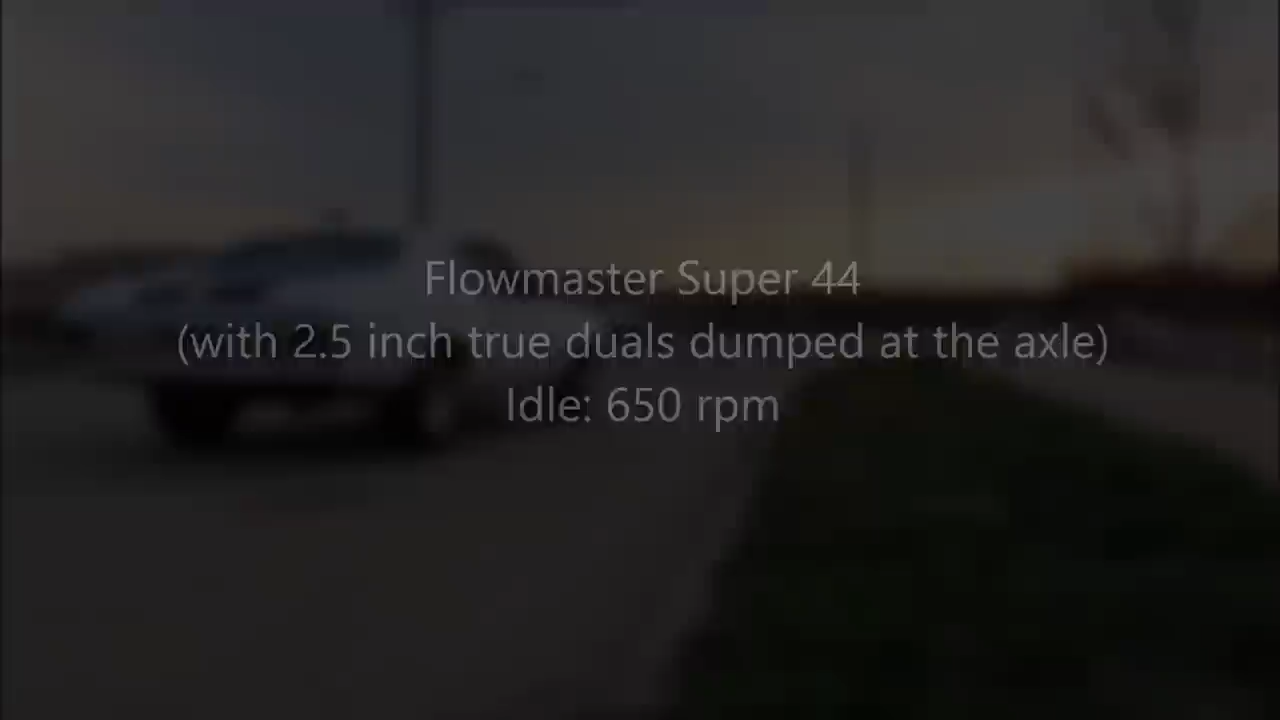 Flowmaster Super 44
(with 2.5 inch true duals dumped at the axle)
Idle: 650 rpm